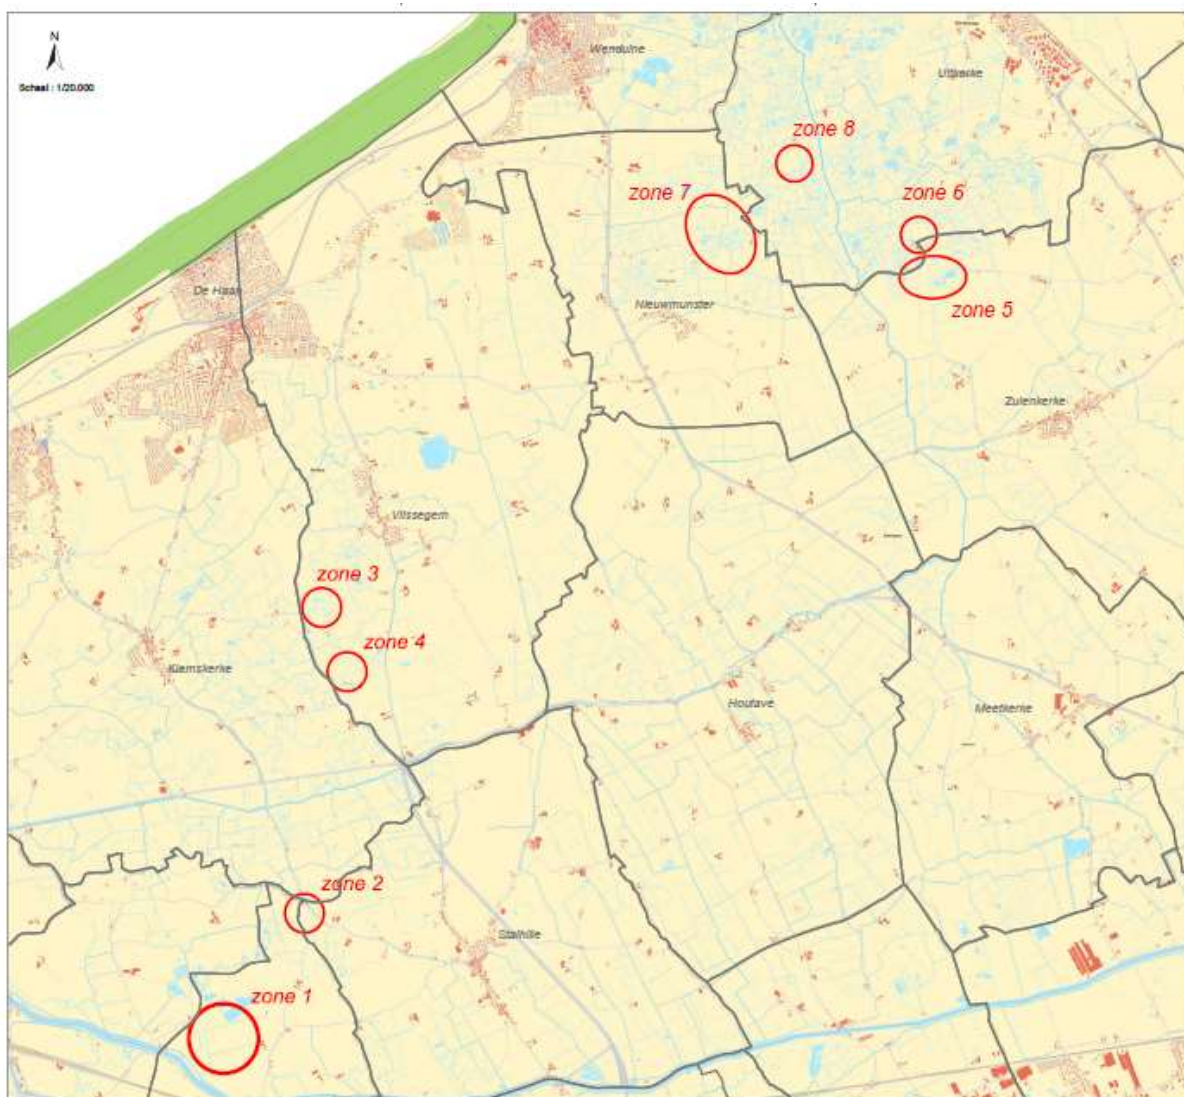 N
Schaal : 1/20.000
Wenduine
Uitkerke
zone 8
zone 7
zone 6
De Haan
Nieuwmunster
zone 5
Zuienkerke
Vlissegem
zone 3
zone 4
Klemskerke
Houtave
Meetkerke
zone 2
Stalhille
zone 1